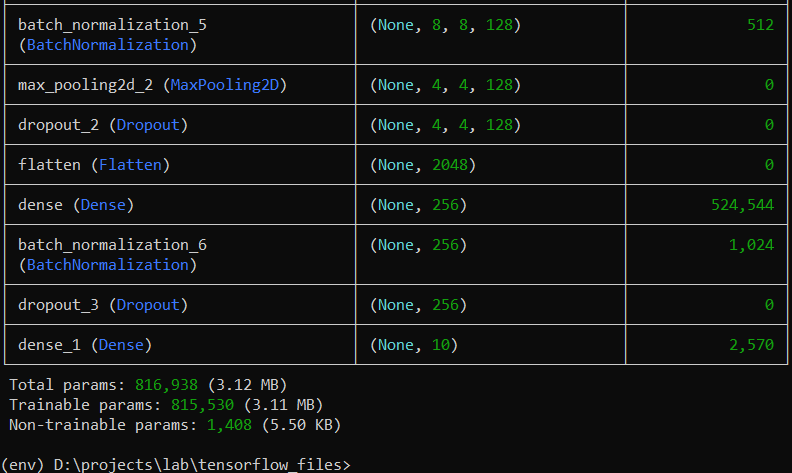 batch_normalization_5 (None, 8, 8, 128) 512
(BatchNormalization)
max_pooling2d_2 (MaxPooling2D) (None, 4, 4, 128) 0
dropout_2 (Dropout) (None, 4, 4, 128) 0
flatten (Flatten) (None, 2048) 0
dense (Dense) (None, 256) 524,544
batch_normalization_6 (None, 256) 1,024
(BatchNormalization)
dropout_3 (Dropout) (None, 256) 0
dense_1 (Dense) (None, 10) 2,570
Total params: 816,938 (3.12 MB)
Trainable params: 815,530 (3.11 MB)
Non-trainable params: 1,408 (5.50 KB)
(env) D:\projects\lab\tensorflow_files>